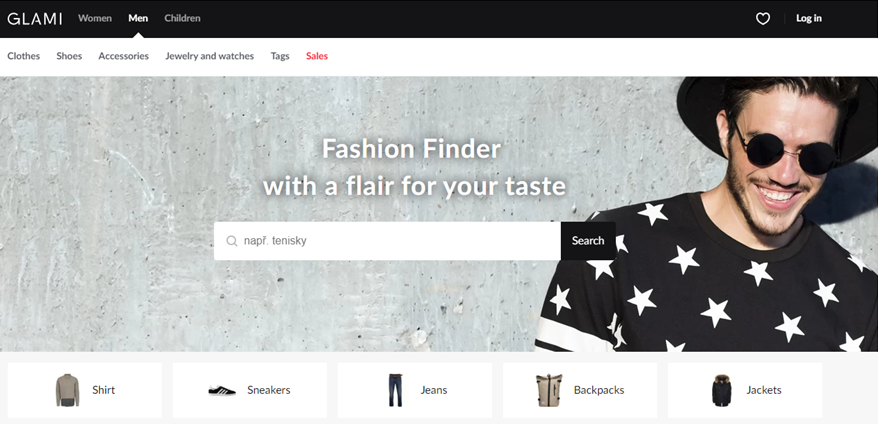 GLAMI Women Men Children Log in
Clothes Shoes Accessories Jewelry and watches Tags Sales
Fashion Finder
with a flair for your taste
např. tenisky Search
Shirt Sneakers Jeans Backpacks Jackets